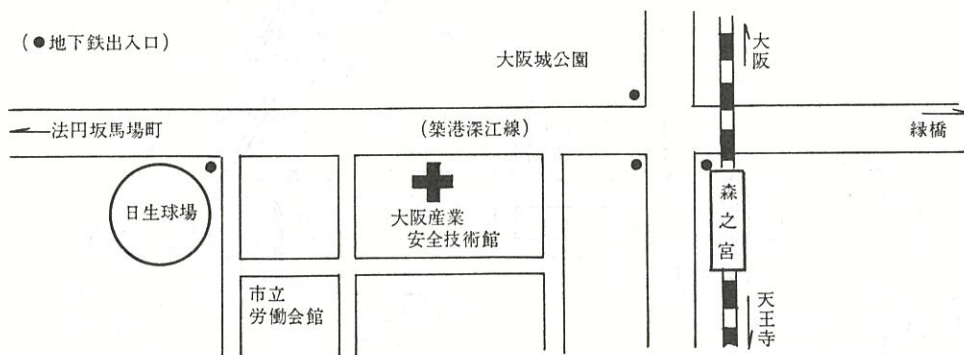 (●地下鉄出入口)
大阪城公園
大阪
法円坂馬場町
(築港深江線)
縁橋
日生球場
大阪産業
安全技術館
森之宮
市立
労働会館
天王寺